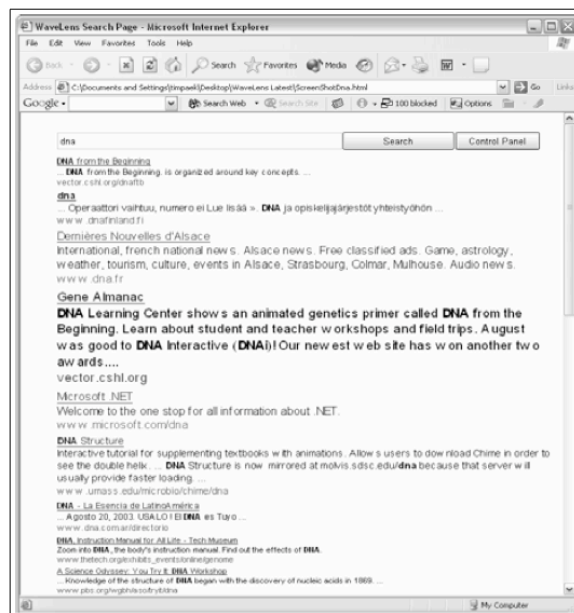 WaveLens Search Page - Microsoft Internet Explorer
File Edit View Favorites Tools Help
Back Search Favorites Media
Address C:\Documents and Settings\timpaek\Desktop\WaveLens Latest\ScreenShotDna.html Go Links
Google Search Web Search Site 100 blocked Options
dna Search Control Panel
DNA from the Beginning
... DNA from the Beginning. is organized around key concepts. ...
vector.cshl.org/dnaftb
dna
... Operaattori vaihtuu, numero ei Lue lisää ». DNA ja opiskelijajärjestöt yhteistyöhön ...
www.dnafinland.fi
Dernières Nouvelles d'Alsace
International, french national news. Alsace news. Free classified ads. Game, astrology,
weather, tourism, culture, events in Alsace, Strasbourg, Colmar, Mulhouse. Audio news.
www.dna.fr
Gene Almanac
DNA Learning Center shows an animated genetics primer called DNA from the
Beginning. Learn about student and teacher workshops and field trips. August
was good to DNA Interactive (DNAi)! Our newest web site has won another two
awards....
vector.cshl.org
Microsoft .NET
Welcome to the one stop for all information about .NET.
www.microsoft.com/dna
DNA Structure
Interactive tutorial for supplementing textbooks with animations. Allows users to download Chime in order to
see the double helix. ... DNA Structure is now mirrored at molvis.sdsc.edu/dna because that server will
usually provide faster loading. ...
www.umass.edu/microbio/chime/dna
DNA - La Esencia de LatinoAmérica
... Agosto 20, 2003. USALO! El DNA es Tuyo ...
www.dna.com.ar/directorio
DNA, Instruction Manual for All Life - Tech Museum
Zoom into DNA, the body's instruction manual. Find out the effects of DNA.
www.thetech.org/exhibits_events/online/genome
A Science Odyssey: You Try It: DNA Workshop
... Knowledge of the structure of DNA began with the discovery of nucleic acids in 1869. ...
www.pbs.org/wgbh/aso/tryit/dna
My Computer